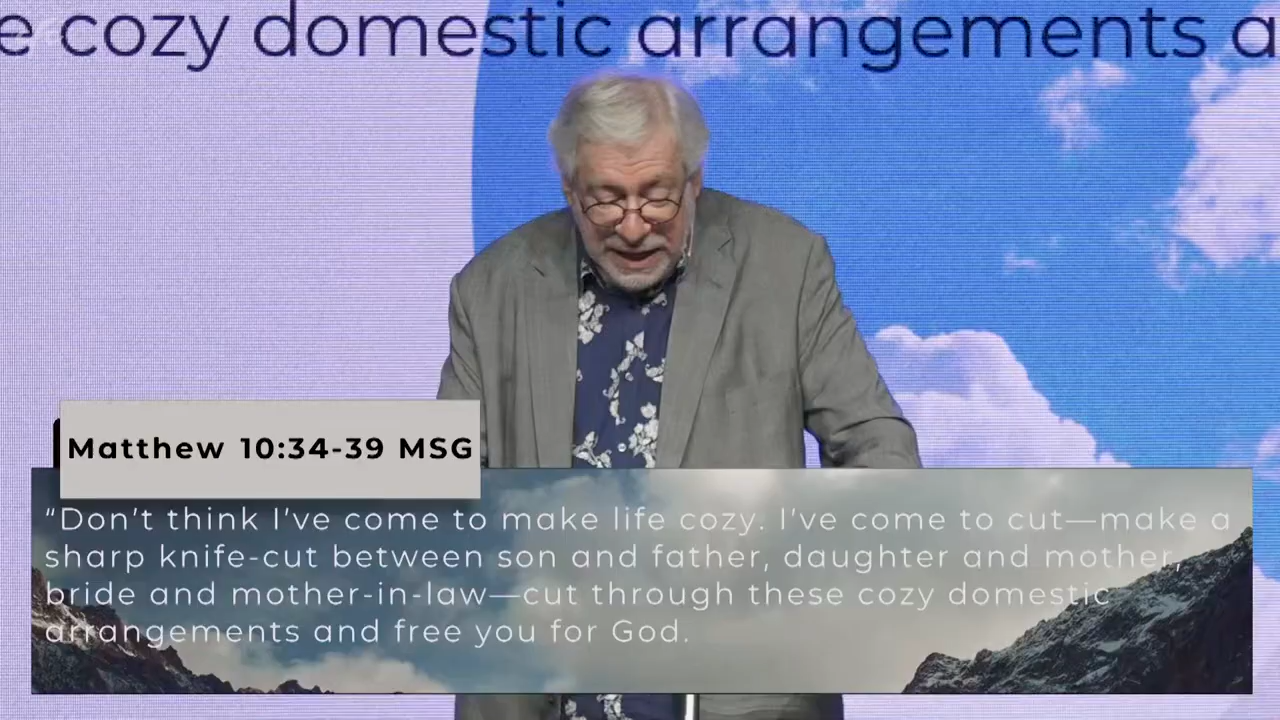 e cozy domestic arrangements a
Matthew 10:34-39 MSG
“Don’t think I’ve come to make life cozy. I’ve come to cut—make a
sharp knife-cut between son and father, daughter and mother,
bride and mother-in-law—cut through these cozy domestic
arrangements and free you for God.